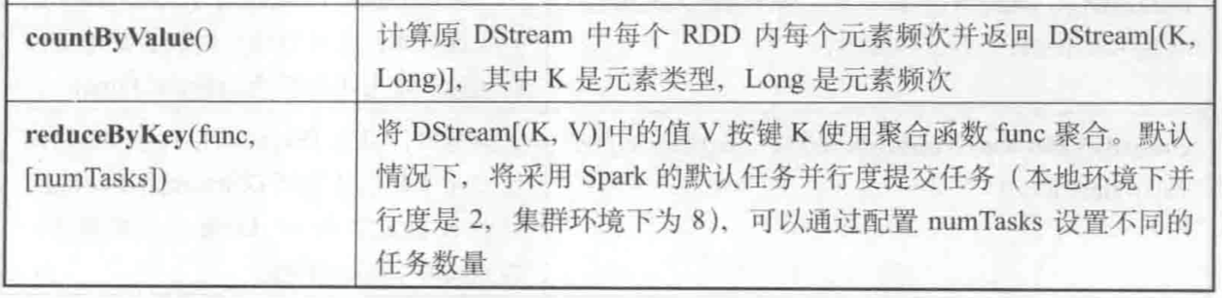 countByValue()
计算原 DStream 中每个 RDD 内每个元素频次并返回 DStream[(K,
Long)],其中 K 是元素类型,Long 是元素频次
reduceByKey(func,
[numTasks])
将 DStream[(K, V)]中的值 V 按键 K 使用聚合函数 func 聚合。默认
情况下,将采用 Spark 的默认任务并行度提交任务(本地环境下并
行度是 2,集群环境下为 8),可以通过配置 numTasks 设置不同的
任务数量